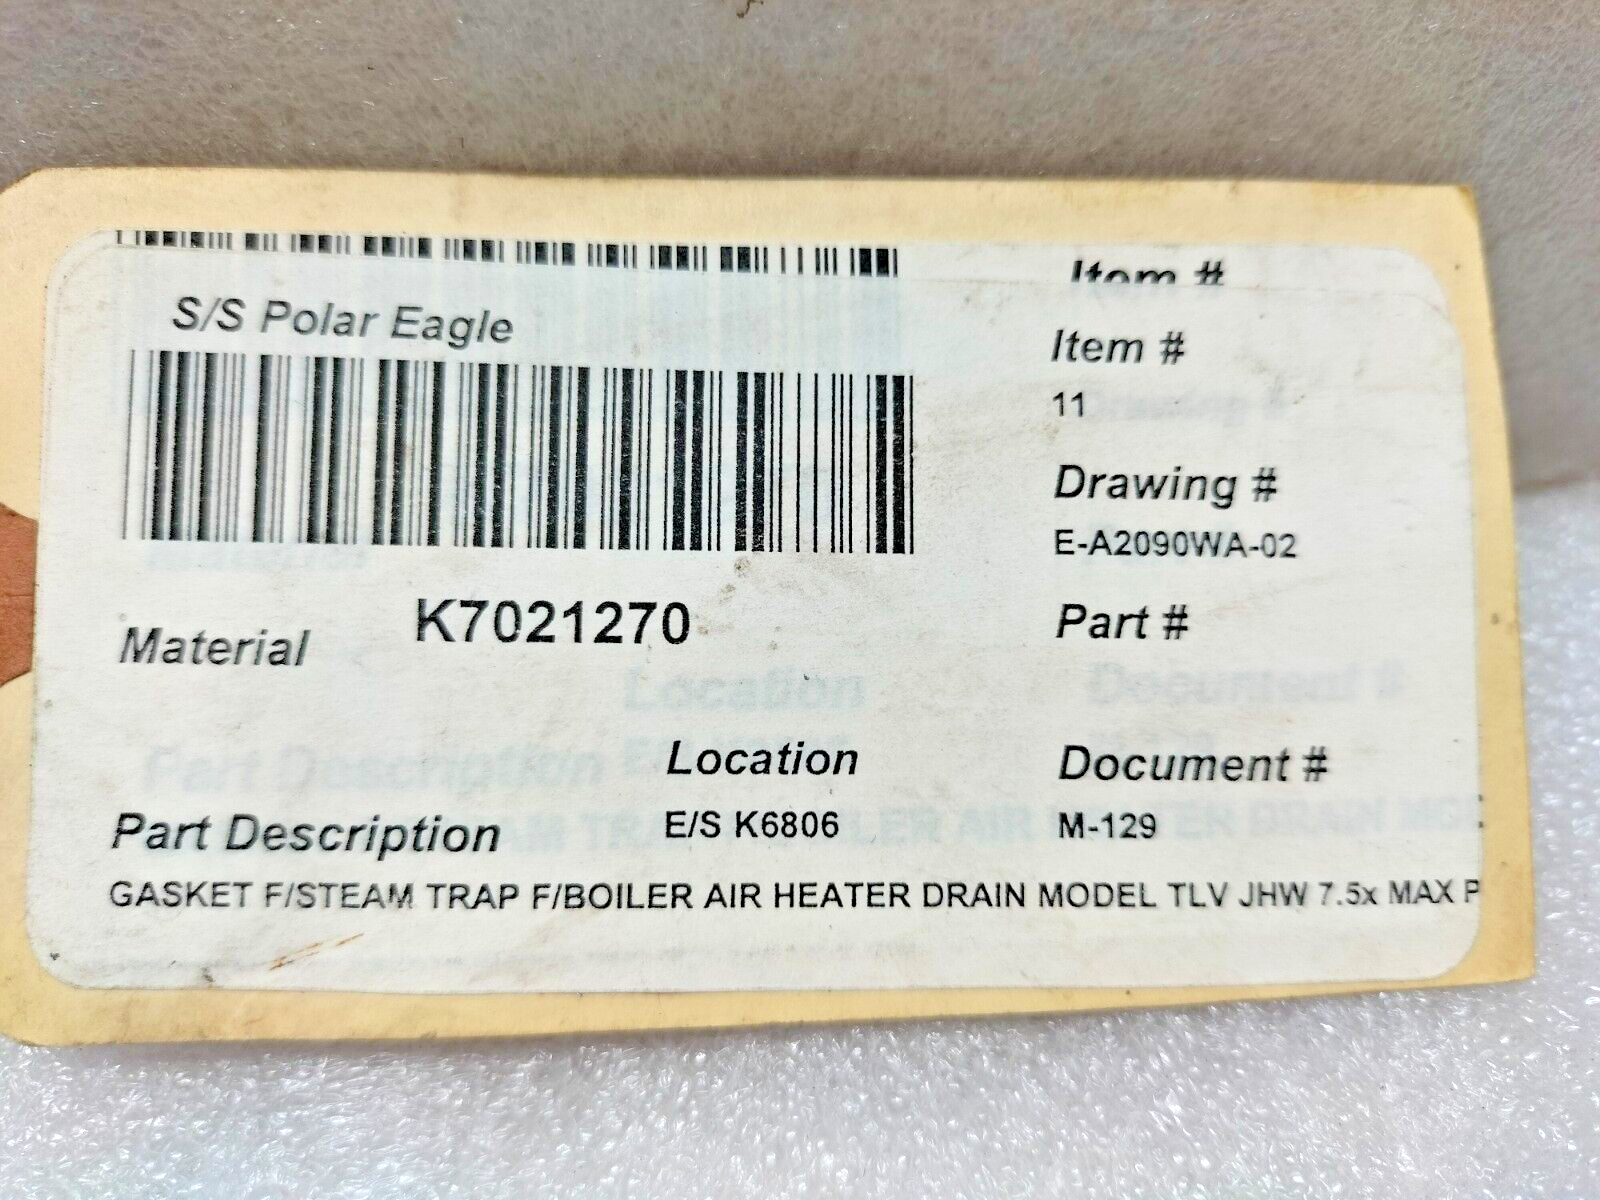 Item #
S/S Polar Eagle
Item #
11
Drawing #
E-A2090WA-02
Material K7021270
Part #
Location
Document #
E/S K6806
M-129
Part Description
GASKET F/STEAM TRAP F/BOILER AIR HEATER DRAIN MODEL TLV JHW 7.5x MAX P